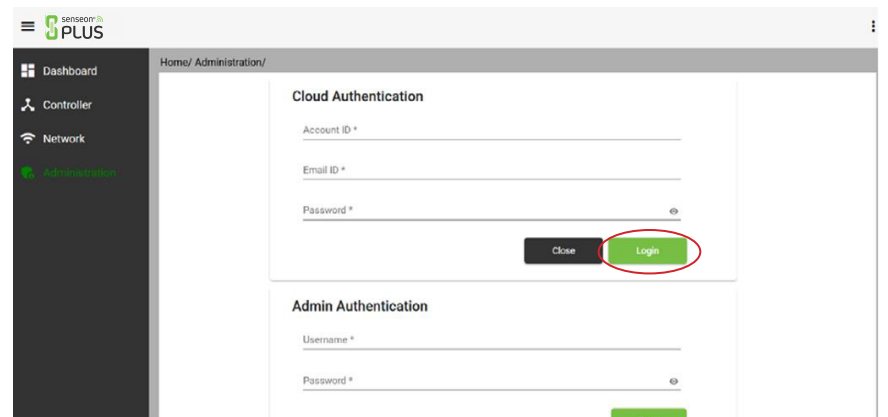 senseon
PLUS
Home/ Administration/
Dashboard
Controller
Network
Administration
Cloud Authentication
Account ID *
Email ID *
Password *
Close
Login
Admin Authentication
Username *
Password *